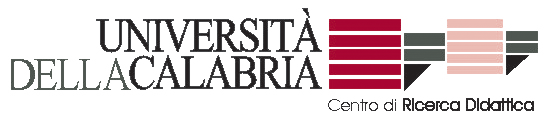 UNIVERSITÀ
DELLACALABRIA
Centro di Ricerca Didattica